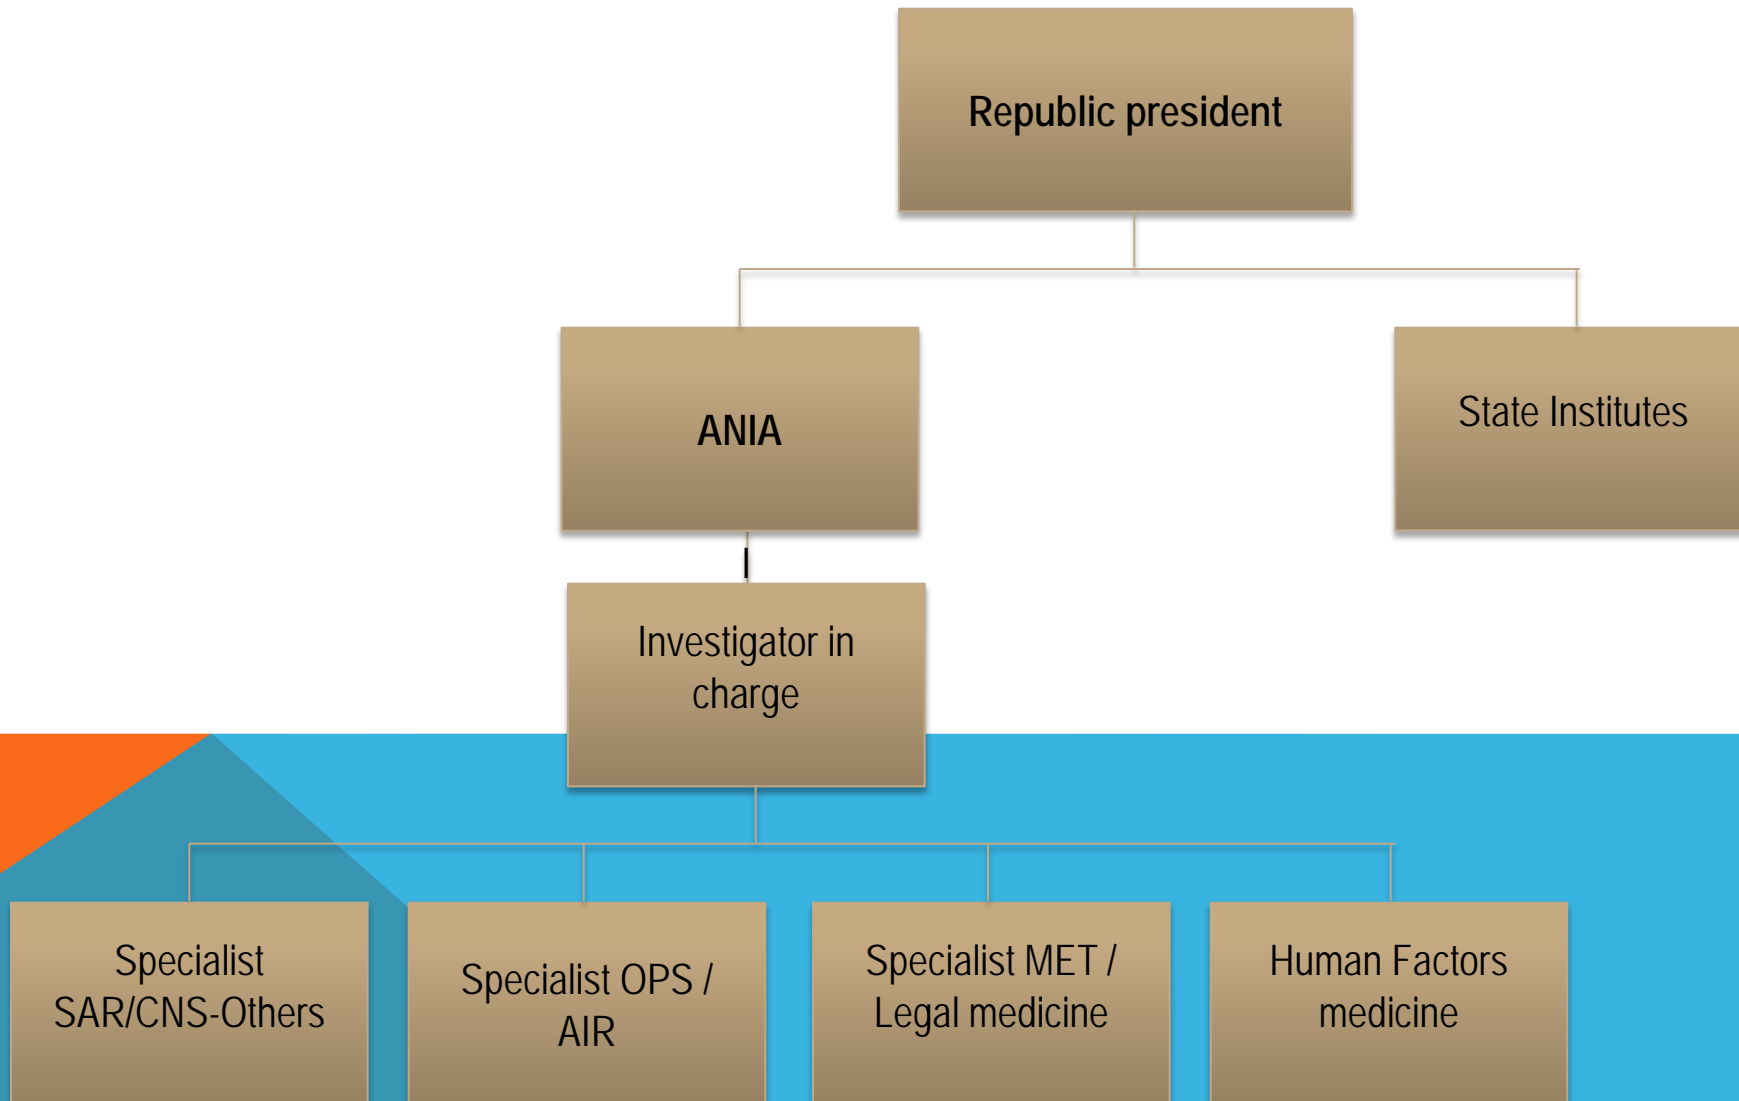 Republic president
ANIA
State Institutes
Investigator in
charge
Specialist
SAR/CNS-Others
Specialist OPS /
AIR
Specialist MET /
Legal medicine
Human Factors
medicine